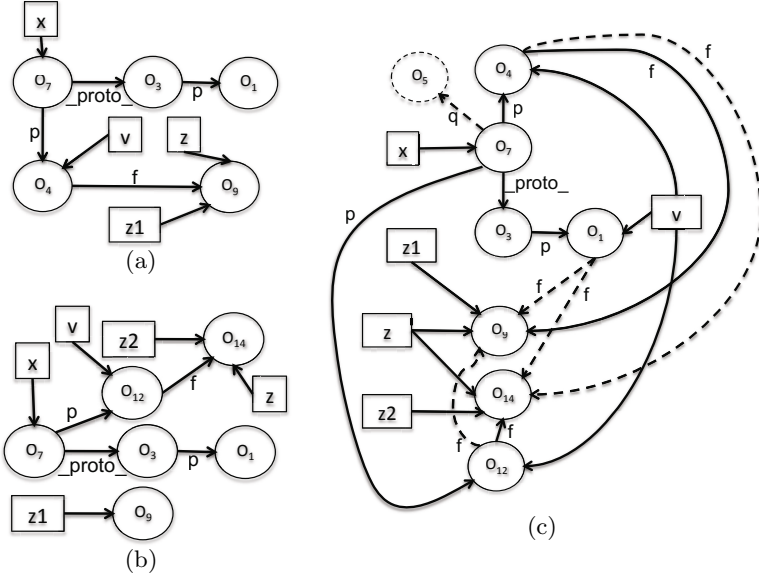 x
O₇
_proto_
O₃
p
O₁
p
v
z
O₄
f
O₉
z1
(a)
v
z2
O₁₄
x
O₁₂
f
z
p
O₇
_proto_
O₃
p
O₁
z1
O₉
(b)
O₅
O₄
f
f
q
p
x
O₇
_proto_
p
O₃
p
O₁
v
z1
f
f
z
O₉
O₁₄
z2
f
f
O₁₂
(c)